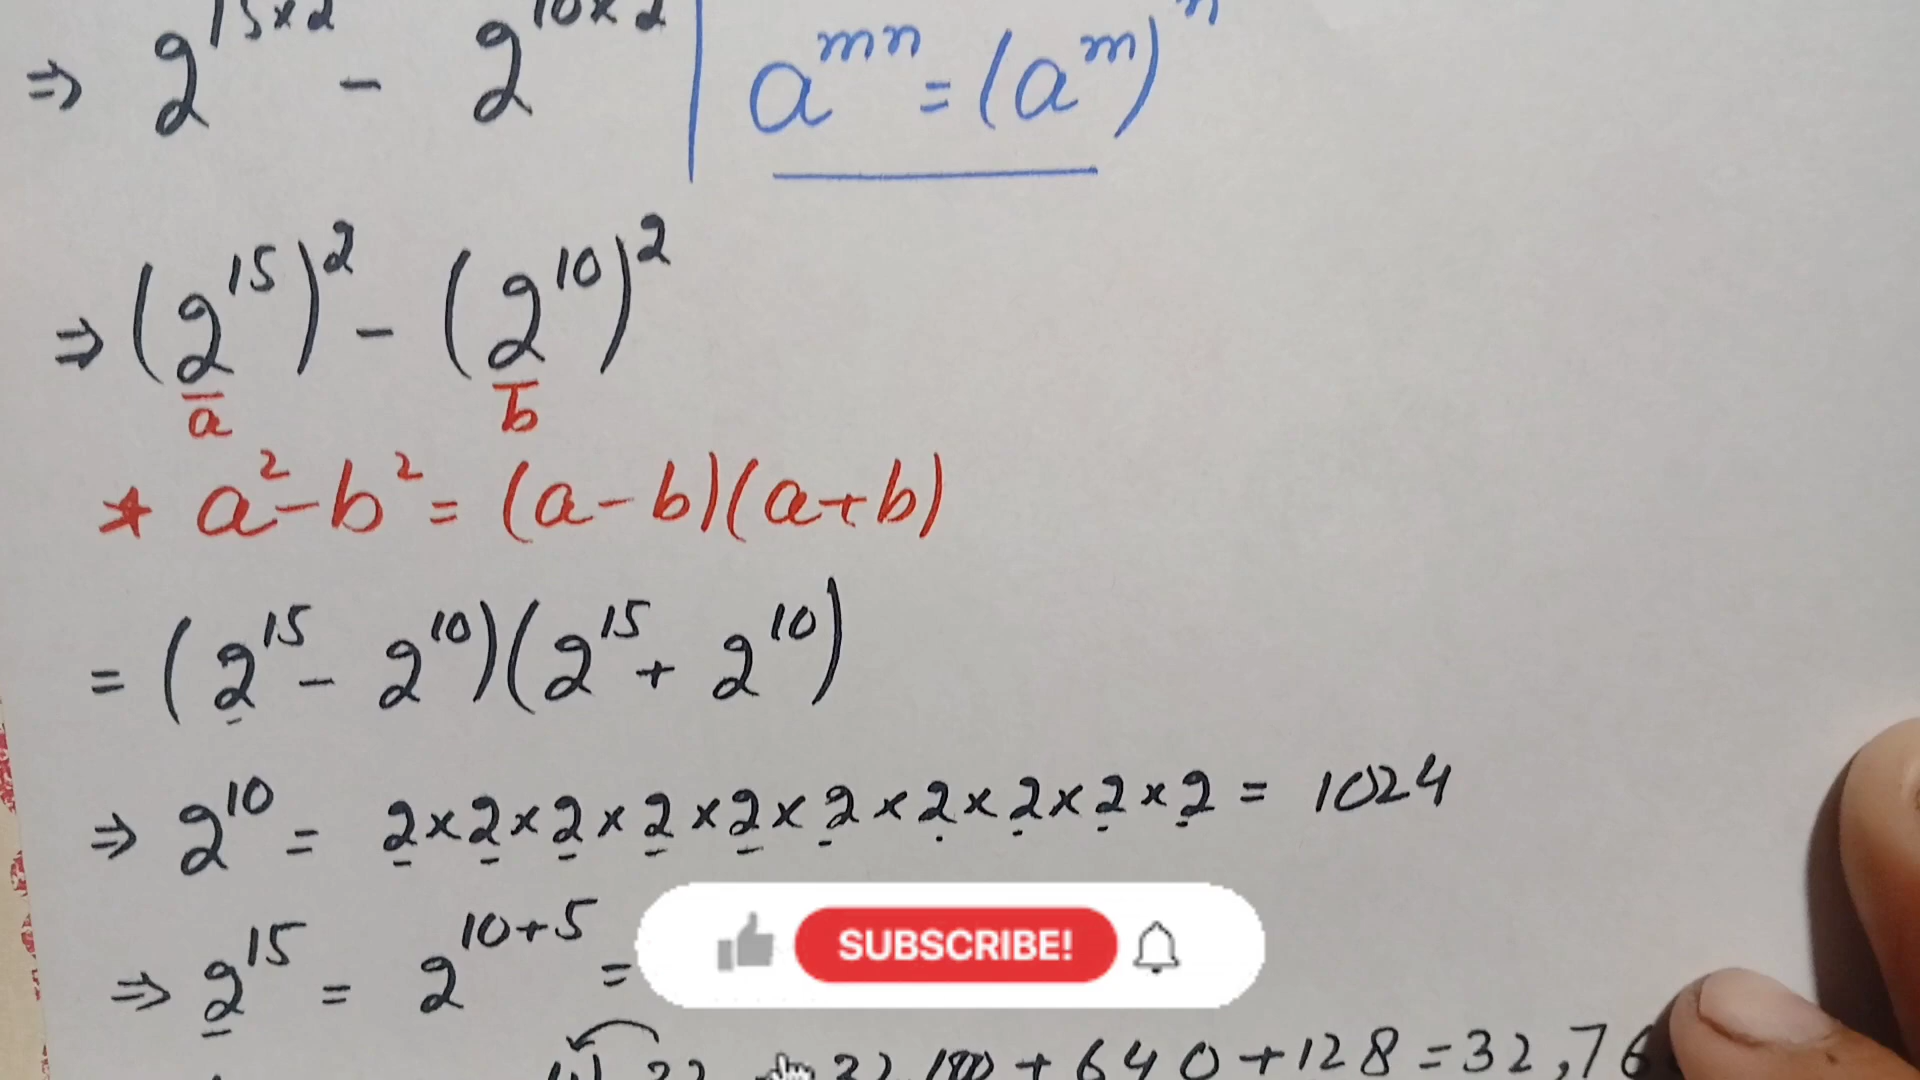 ⇒ 2^15×2 - 2^10×2 | a^mn = (a^m)^n
⇒ (2^15)^2 - (2^10)^2
a b
* a^2-b^2 = (a-b)(a+b)
= (2^15 - 2^10)(2^15 + 2^10)
⇒ 2^10 = 2×2×2×2×2×2×2×2×2×2 = 1024
⇒ 2^15 = 2^10+5 =
SUBSCRIBE!
+ 640+128 = 32,76